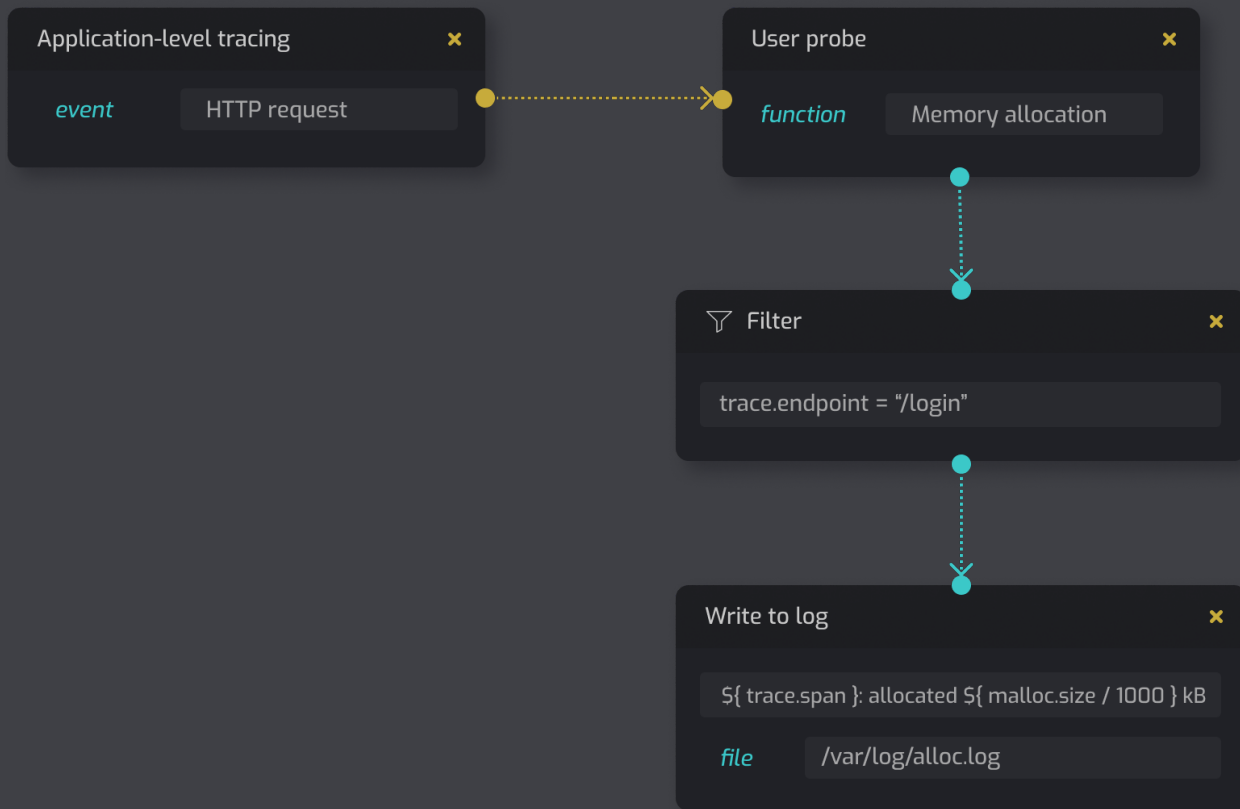 Application-level tracing
event
HTTP request
User probe
function
Memory allocation
Filter
trace.endpoint = “/login”
Write to log
${ trace.span }: allocated ${ malloc.size / 1000 } kB
file
/var/log/alloc.log